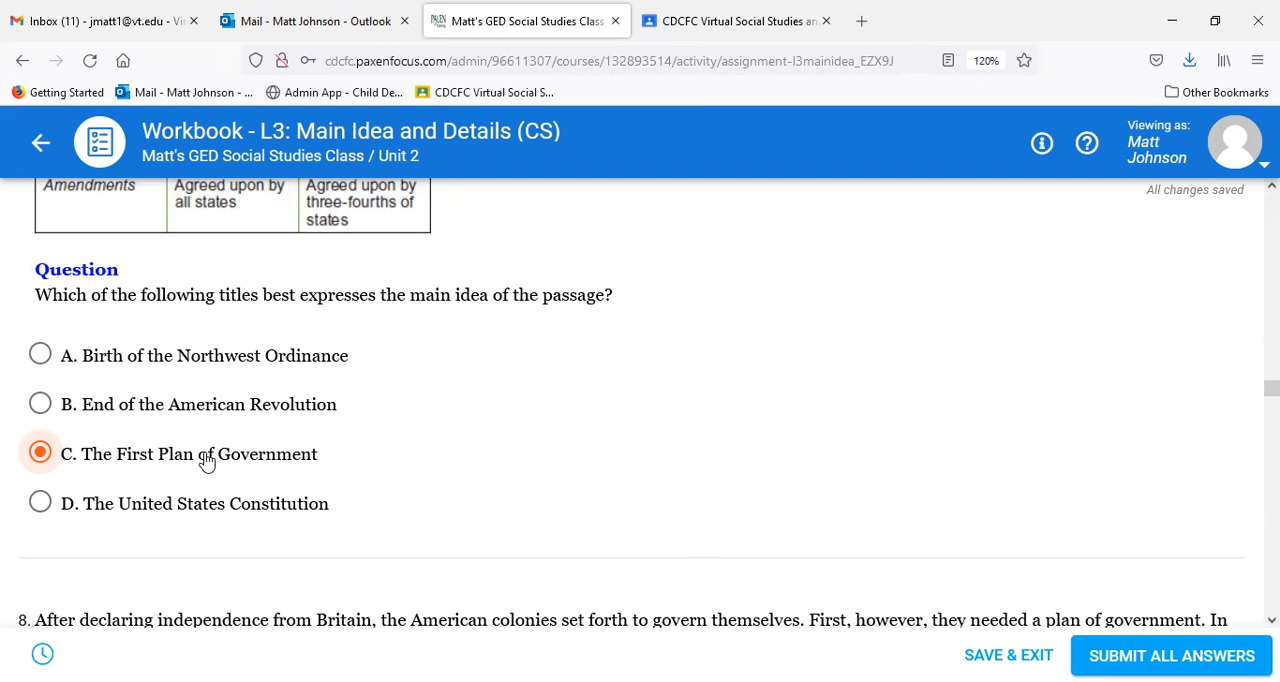 Inbox (11) - jmatt1@vt.edu - Vir
Mail - Matt Johnson - Outlook
Matt's GED Social Studies Class
CDCFC Virtual Social Studies an
cdcfc.paxenfocus.com/admin/96611307/courses/132893514/activity/assignment-l3mainidea_EZX9J
120%
Getting Started
Mail - Matt Johnson - ...
Admin App - Child De...
CDCFC Virtual Social S...
Other Bookmarks
Workbook - L3: Main Idea and Details (CS)
Matt's GED Social Studies Class / Unit 2
Viewing as:
Matt
Johnson
All changes saved
Amendments
Agreed upon by
all states
Agreed upon by
three-fourths of
states
Question
Which of the following titles best expresses the main idea of the passage?
A. Birth of the Northwest Ordinance
B. End of the American Revolution
C. The First Plan of Government
D. The United States Constitution
8. After declaring independence from Britain, the American colonies set forth to govern themselves. First, however, they needed a plan of government. In
SAVE & EXIT
SUBMIT ALL ANSWERS